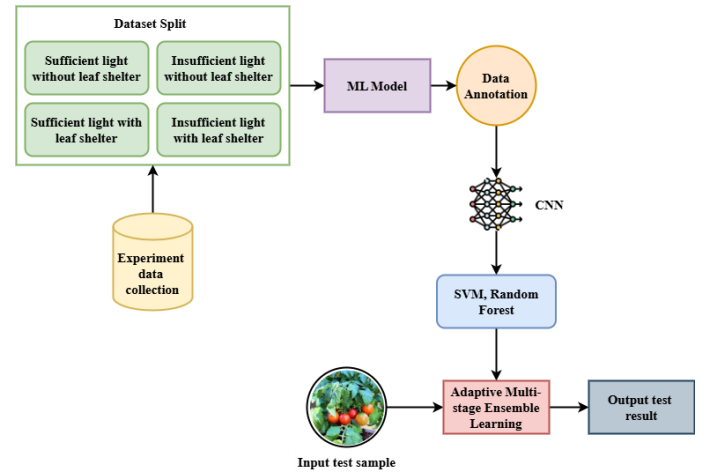 Dataset Split
Sufficient light
without leaf shelter
Insufficient light
without leaf shelter
Sufficient light with
leaf shelter
Insufficient light
with leaf shelter
ML Model
Data
Annotation
Experiment
data
collection
CNN
SVM, Random
Forest
Adaptive Multi-
stage Ensemble
Learning
Output test
result
Input test sample